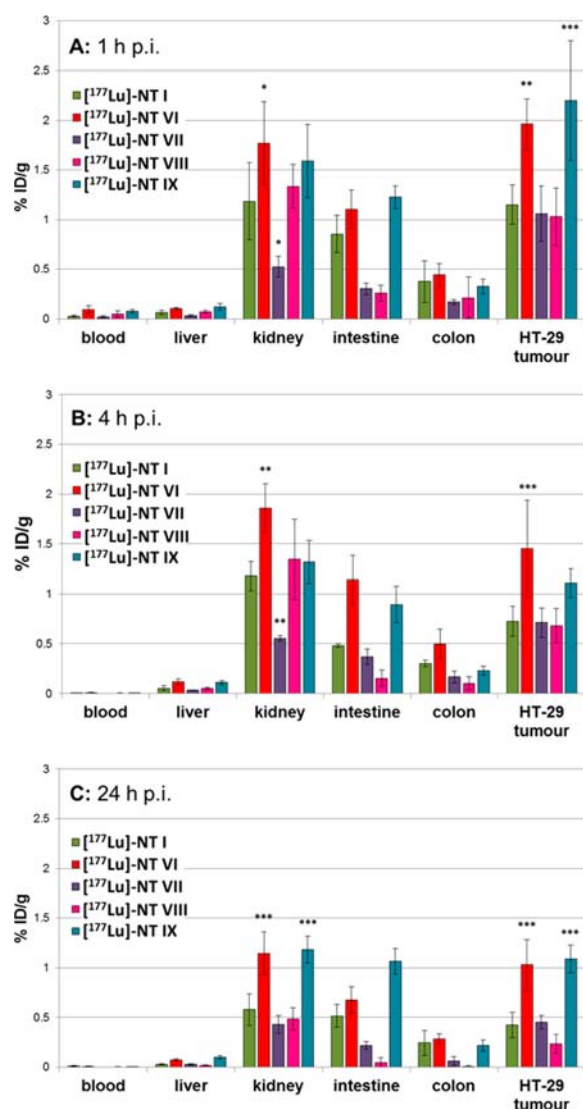 A: 1 h p.i.
% ID/g
3
2.5
2
1.5
1
0.5
0
[¹⁷⁷Lu]-NT I
[¹⁷⁷Lu]-NT VI
[¹⁷⁷Lu]-NT VII
[¹⁷⁷Lu]-NT VIII
[¹⁷⁷Lu]-NT IX
* * ** ***
blood liver kidney intestine colon HT-29
tumour
B: 4 h p.i.
% ID/g
3
2.5
2
1.5
1
0.5
0
[¹⁷⁷Lu]-NT I
[¹⁷⁷Lu]-NT VI
[¹⁷⁷Lu]-NT VII
[¹⁷⁷Lu]-NT VIII
[¹⁷⁷Lu]-NT IX
** ** ***
blood liver kidney intestine colon HT-29
tumour
C: 24 h p.i.
% ID/g
3
2.5
2
1.5
1
0.5
0
[¹⁷⁷Lu]-NT I
[¹⁷⁷Lu]-NT VI
[¹⁷⁷Lu]-NT VII
[¹⁷⁷Lu]-NT VIII
[¹⁷⁷Lu]-NT IX
*** *** *** ***
blood liver kidney intestine colon HT-29
tumour